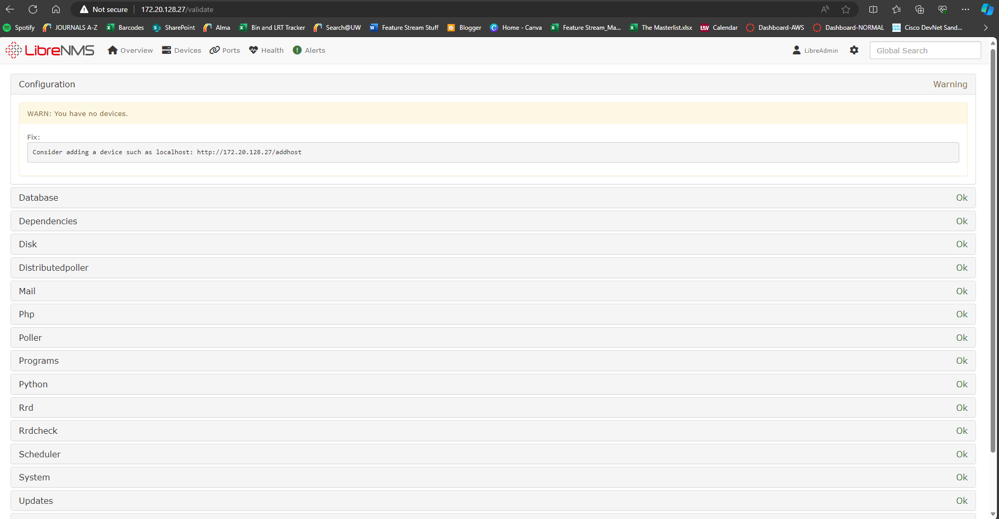 Not secure 172.20.128.27/validate
Spotify JOURNALS A-Z Barcodes SharePoint Alma Bin and LRT Tracker Search@UW Feature Stream Stuff Blogger Home - Canva Feature Stream_Ma... The Masterlist.xlsx Calendar Dashboard-AWS Dashboard-NORMAL Cisco DevNet Sand...
LibreNMS Overview Devices Ports Health Alerts LibreAdmin Global Search
Configuration Warning
WARN: You have no devices.
Fix:
Consider adding a device such as localhost: http://172.20.128.27/addhost
Database Ok
Dependencies Ok
Disk Ok
Distributedpoller Ok
Mail Ok
Php Ok
Poller Ok
Programs Ok
Python Ok
Rrd Ok
Rrdcheck Ok
Scheduler Ok
System Ok
Updates Ok